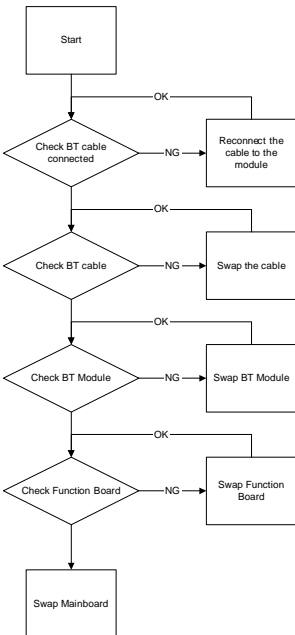 Start
OK
Check BT cable
connected
NG
Reconnect the
cable to the
module
OK
Check BT cable
NG
Swap the cable
OK
Check BT Module
NG
Swap BT Module
OK
Check Function Board
NG
Swap Function
Board
Swap Mainboard